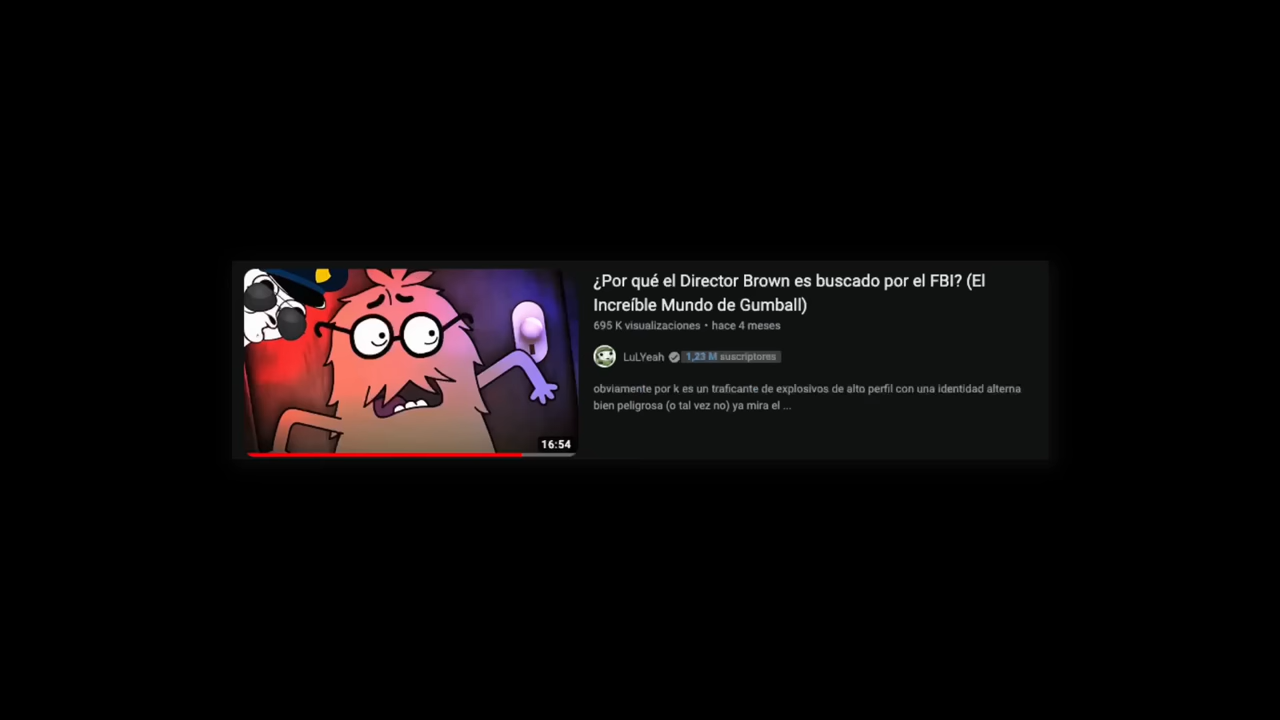 ¿Por qué el Director Brown es buscado por el FBI? (El
Increíble Mundo de Gumball)
695 K visualizaciones • hace 4 meses
LuLYeah 1,23 M suscriptores
obviamente por k es un traficante de explosivos de alto perfil con una identidad alterna
bien peligrosa (o tal vez no) ya mira el ...
16:54